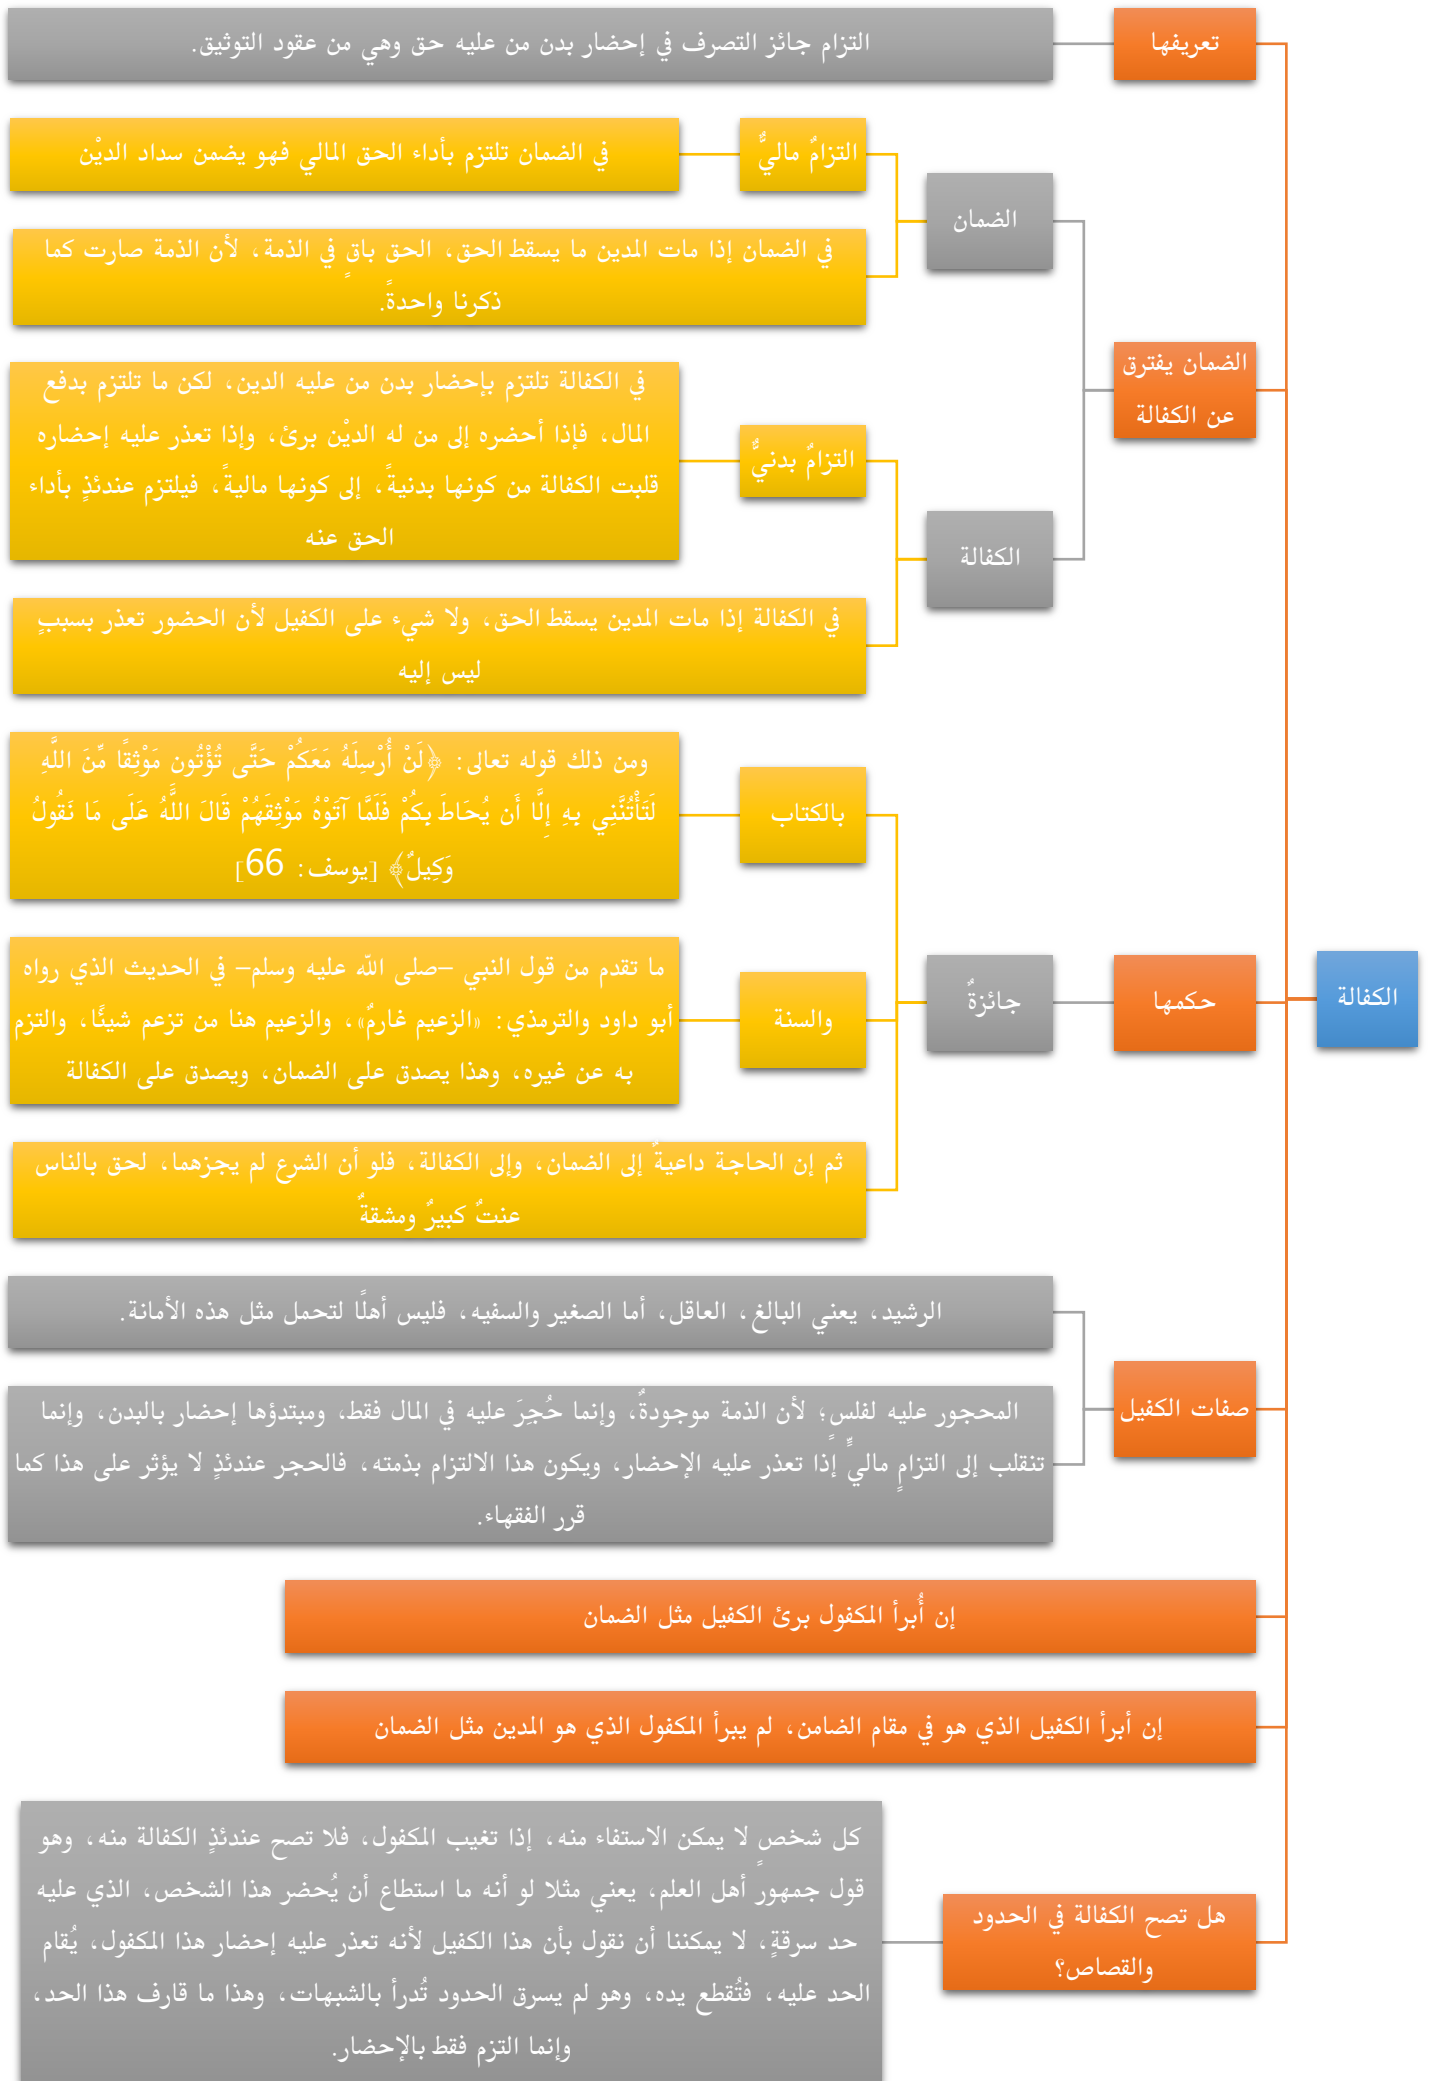 الكفالة
تعريفها
التزام جائز التصرف في إحضار بدن من عليه حق وهي من عقود التوثيق.
الضمان يفترق
عن الكفالة
الضمان
التزامٌ ماليٌّ
في الضمان تلتزم بأداء الحق المالي فهو يضمن سداد الديْن
في الضمان إذا مات المدين ما يسقط الحق، الحق باقٍ في الذمة، لأن الذمة صارت كما
ذكرنا واحدةً.
الكفالة
التزامٌ بدنيٌّ
في الكفالة تلتزم بإحضار بدن من عليه الدين، لكن ما تلتزم بدفع
المال، فإذا أحضره إلى من له الديْن برئ، وإذا تعذر عليه إحضاره
قلبت الكفالة من كونها بدنيةً، إلى كونها ماليةً، فيلتزم عندئذٍ بأداء
الحق عنه
في الكفالة إذا مات المدين يسقط الحق، ولا شيء على الكفيل لأن الحضور تعذر بسببٍ
ليس إليه
حكمها
جائزةٌ
بالكتاب
ومن ذلك قوله تعالى: ﴿لَنْ أُرْسِلَهُ مَعَكُمْ حَتَّى تُؤْتُونِ مَوْثِقًا مِّنَ اللَّهِ
لَتَأْتُنَّنِي بِهِ إِلَّا أَن يُحَاطَ بِكُمْ فَلَمَّا آتَوْهُ مَوْثِقَهُمْ قَالَ اللَّهُ عَلَى مَا نَقُولُ
وَكِيلٌ﴾ [يوسف: 66]
والسنة
ما تقدم من قول النبي –صلى الله عليه وسلم– في الحديث الذي رواه
أبو داود والترمذي: «الزعيم غارمٌ»، والزعيم هنا من تزعم شيئًا، والتزم
به عن غيره، وهذا يصدق على الضمان، ويصدق على الكفالة
ثم إن الحاجة داعيةٌ إلى الضمان، وإلى الكفالة، فلو أن الشرع لم يجزهما، لحق بالناس
عنتٌ كبيرٌ ومشقةٌ
صفات الكفيل
الرشيد، يعني البالغ، العاقل، أما الصغير والسفيه، فليس أهلًا لتحمل مثل هذه الأمانة.
المحجور عليه لفلسٍ؛ لأن الذمة موجودةٌ، وإنما حُجِرَ عليه في المال فقط، ومبتدؤها إحضار بالبدن، وإنما
تنقلب إلى التزامٍ ماليٍّ إذا تعذر عليه الإحضار، ويكون هذا الالتزام بذمته، فالحجر عندئذٍ لا يؤثر على هذا كما
قرر الفقهاء.
إن أُبرأ المكفول برئ الكفيل مثل الضمان
إن أبرأ الكفيل الذي هو في مقام الضامن، لم يبرأ المكفول الذي هو المدين مثل الضمان
هل تصح الكفالة في الحدود
والقصاص؟
كل شخصٍ لا يمكن الاستفاء منه، إذا تغيب المكفول، فلا تصح عندئذٍ الكفالة منه، وهو
قول جمهور أهل العلم، يعني مثلا لو أنه ما استطاع أن يُحضر هذا الشخص، الذي عليه
حد سرقةٍ، لا يمكننا أن نقول بأن هذا الكفيل لأنه تعذر عليه إحضار هذا المكفول، يُقام
الحد عليه، فتُقطع يده، وهو لم يسرق الحدود تُدرأ بالشبهات، وهذا ما قارف هذا الحد،
وإنما التزم فقط بالإحضار.